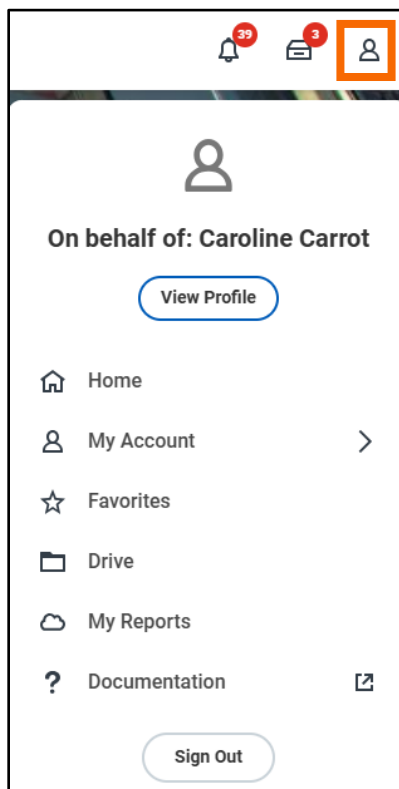 39
3
On behalf of: Caroline Carrot
View Profile
Home
My Account
Favorites
Drive
My Reports
Documentation
Sign Out